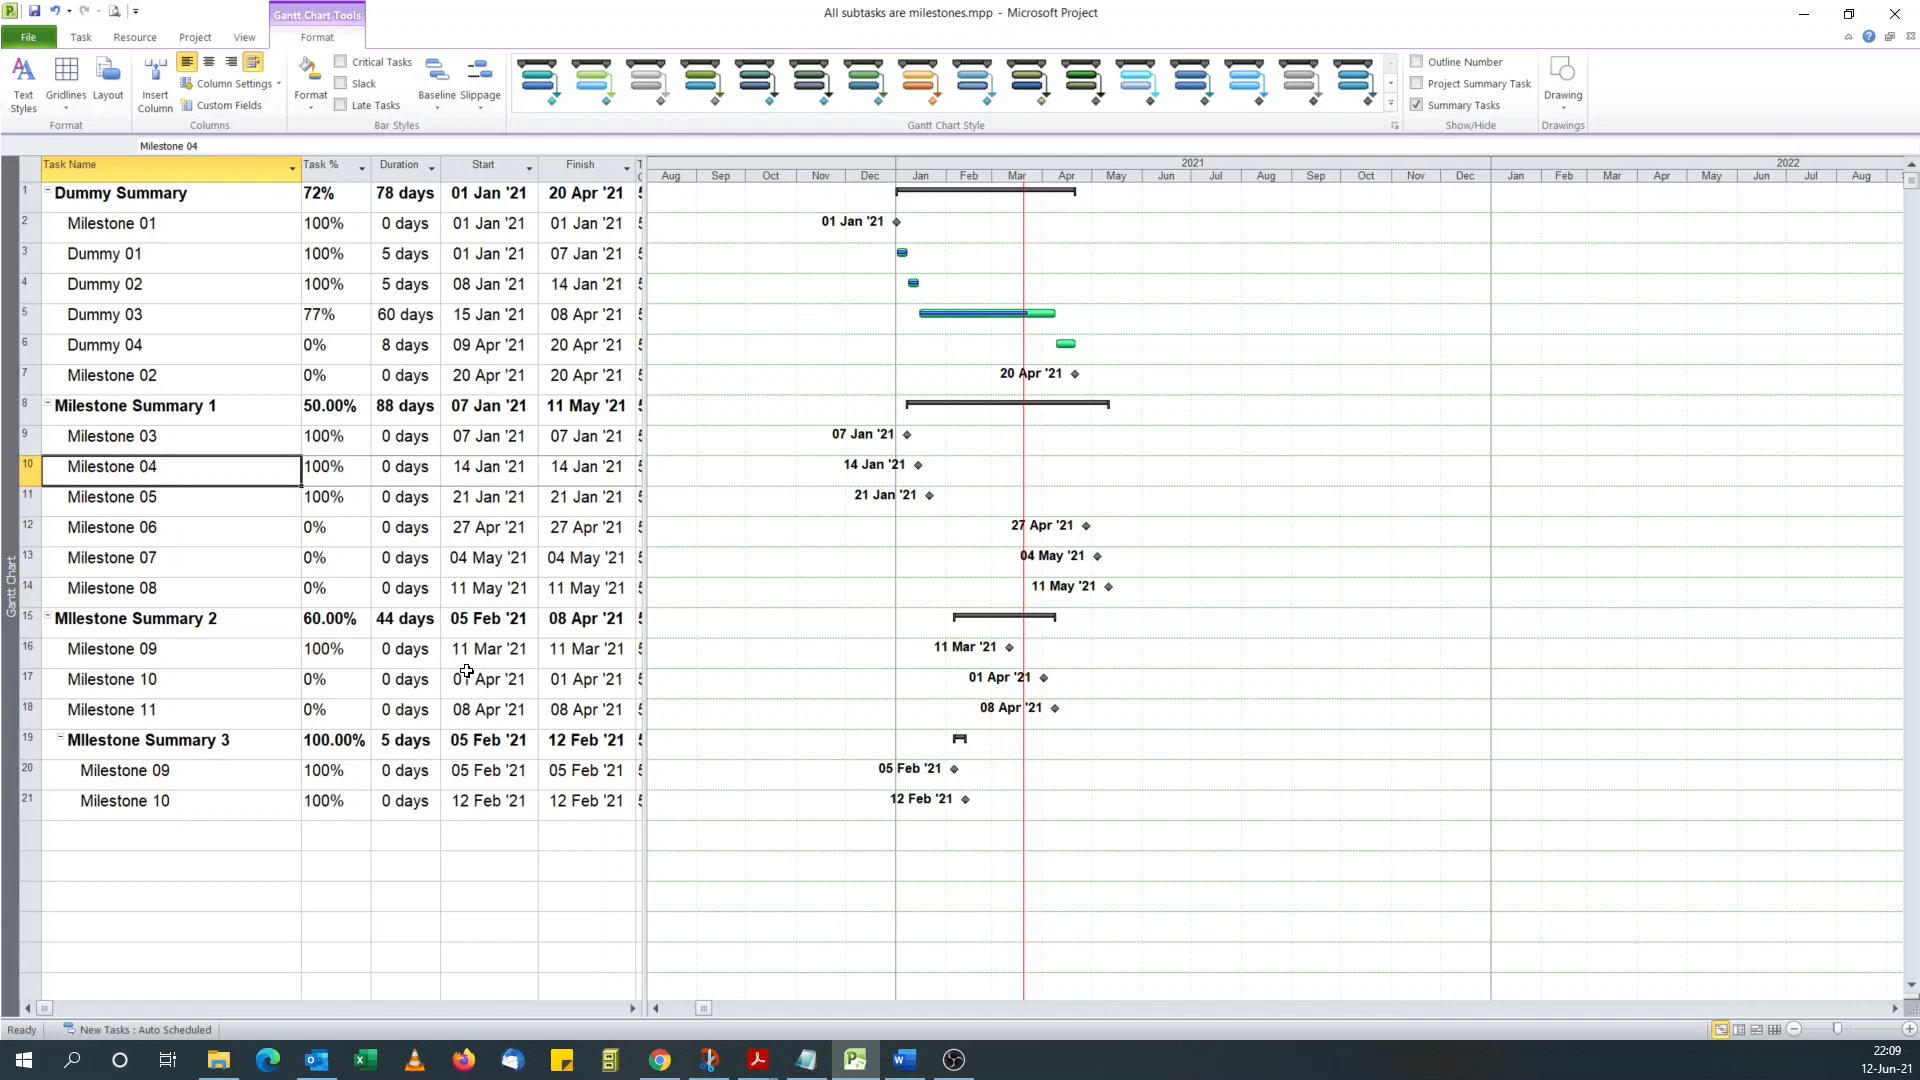 Gantt Chart Tools
All subtasks are milestones.mpp - Microsoft Project
File Task Resource Project View Format
Text Styles
Gridlines
Layout
Format
Insert Column
Column Settings
Custom Fields
Columns
Format
Critical Tasks
Slack
Late Tasks
Baseline
Slippage
Bar Styles
Gantt Chart Style
Outline Number
Project Summary Task
Summary Tasks
Show/Hide
Drawing
Drawings
Milestone 04
Task Name Task % Duration Start Finish
2021 2022
Aug Sep Oct Nov Dec Jan Feb Mar Apr May Jun Jul Aug Sep Oct Nov Dec Jan Feb Mar Apr May Jun Jul Aug
1 Dummy Summary 72% 78 days 01 Jan '21 20 Apr '21
2 Milestone 01 100% 0 days 01 Jan '21 01 Jan '21 01 Jan '21
3 Dummy 01 100% 5 days 01 Jan '21 07 Jan '21
4 Dummy 02 100% 5 days 08 Jan '21 14 Jan '21
5 Dummy 03 77% 60 days 15 Jan '21 08 Apr '21
6 Dummy 04 0% 8 days 09 Apr '21 20 Apr '21
7 Milestone 02 0% 0 days 20 Apr '21 20 Apr '21 20 Apr '21
8 Milestone Summary 1 50.00% 88 days 07 Jan '21 11 May '21
9 Milestone 03 100% 0 days 07 Jan '21 07 Jan '21 07 Jan '21
10 Milestone 04 100% 0 days 14 Jan '21 14 Jan '21 14 Jan '21
11 Milestone 05 100% 0 days 21 Jan '21 21 Jan '21 21 Jan '21
12 Milestone 06 0% 0 days 27 Apr '21 27 Apr '21 27 Apr '21
13 Milestone 07 0% 0 days 04 May '21 04 May '21 04 May '21
14 Milestone 08 0% 0 days 11 May '21 11 May '21 11 May '21
15 MIlestone Summary 2 60.00% 44 days 05 Feb '21 08 Apr '21
16 Milestone 09 100% 0 days 11 Mar '21 11 Mar '21 11 Mar '21
17 Milestone 10 0% 0 days 01 Apr '21 01 Apr '21 01 Apr '21
18 Milestone 11 0% 0 days 08 Apr '21 08 Apr '21 08 Apr '21
19 MIlestone Summary 3 100.00% 5 days 05 Feb '21 12 Feb '21
20 Milestone 09 100% 0 days 05 Feb '21 05 Feb '21 05 Feb '21
21 Milestone 10 100% 0 days 12 Feb '21 12 Feb '21 12 Feb '21
Gantt Chart
Ready New Tasks : Auto Scheduled
22:09
12-Jun-21